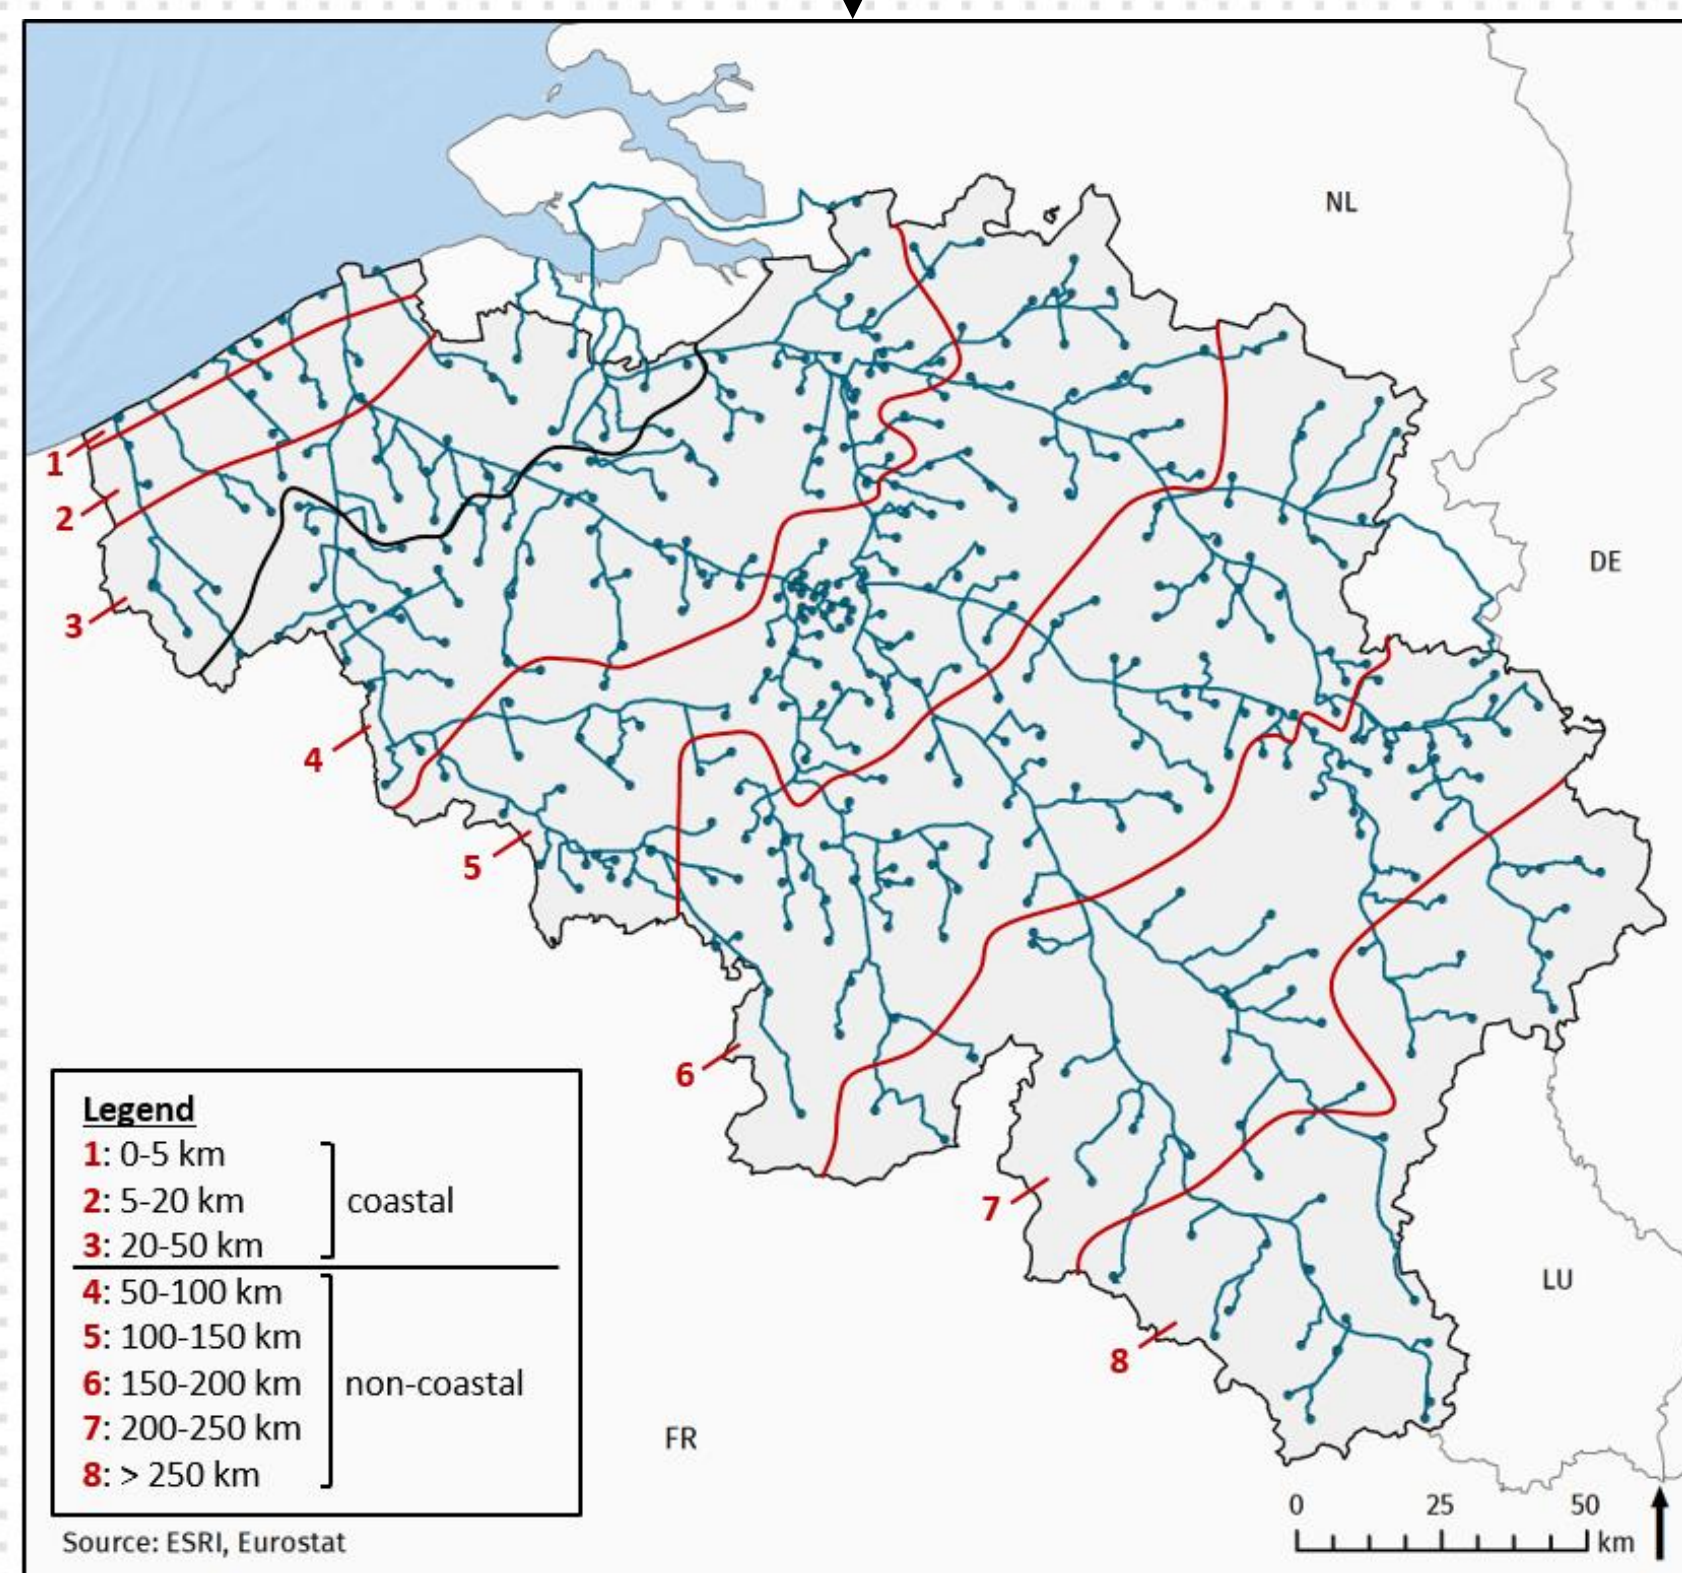 NL
DE
LU
FR
1
2
3
4
5
6
7
8
Legend
1: 0-5 km
2: 5-20 km
3: 20-50 km
coastal
4: 50-100 km
5: 100-150 km
6: 150-200 km
7: 200-250 km
8: > 250 km
non-coastal
Source: ESRI, Eurostat
0 25 50
km